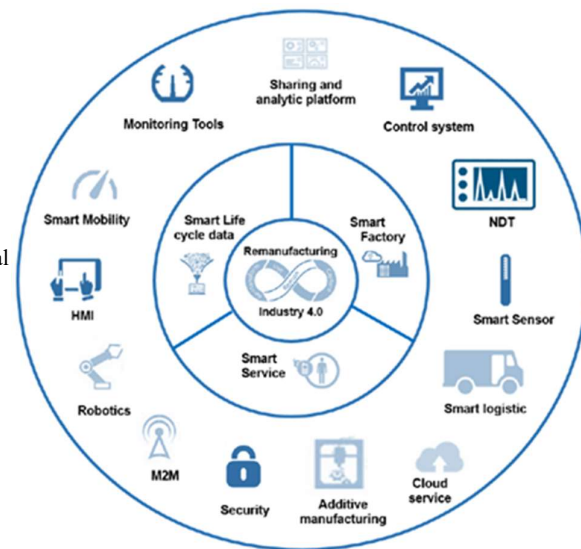 Sharing and
analytic platform
Monitoring Tools
Control system
Smart Mobility
NDT
Smart Life
cycle data
Smart
Factory
al
Remanufacturing
Industry 4.0
HMI
Smart Sensor
Smart
Service
Robotics
Smart logistic
M2M
Security
Additive
manufacturing
Cloud
service